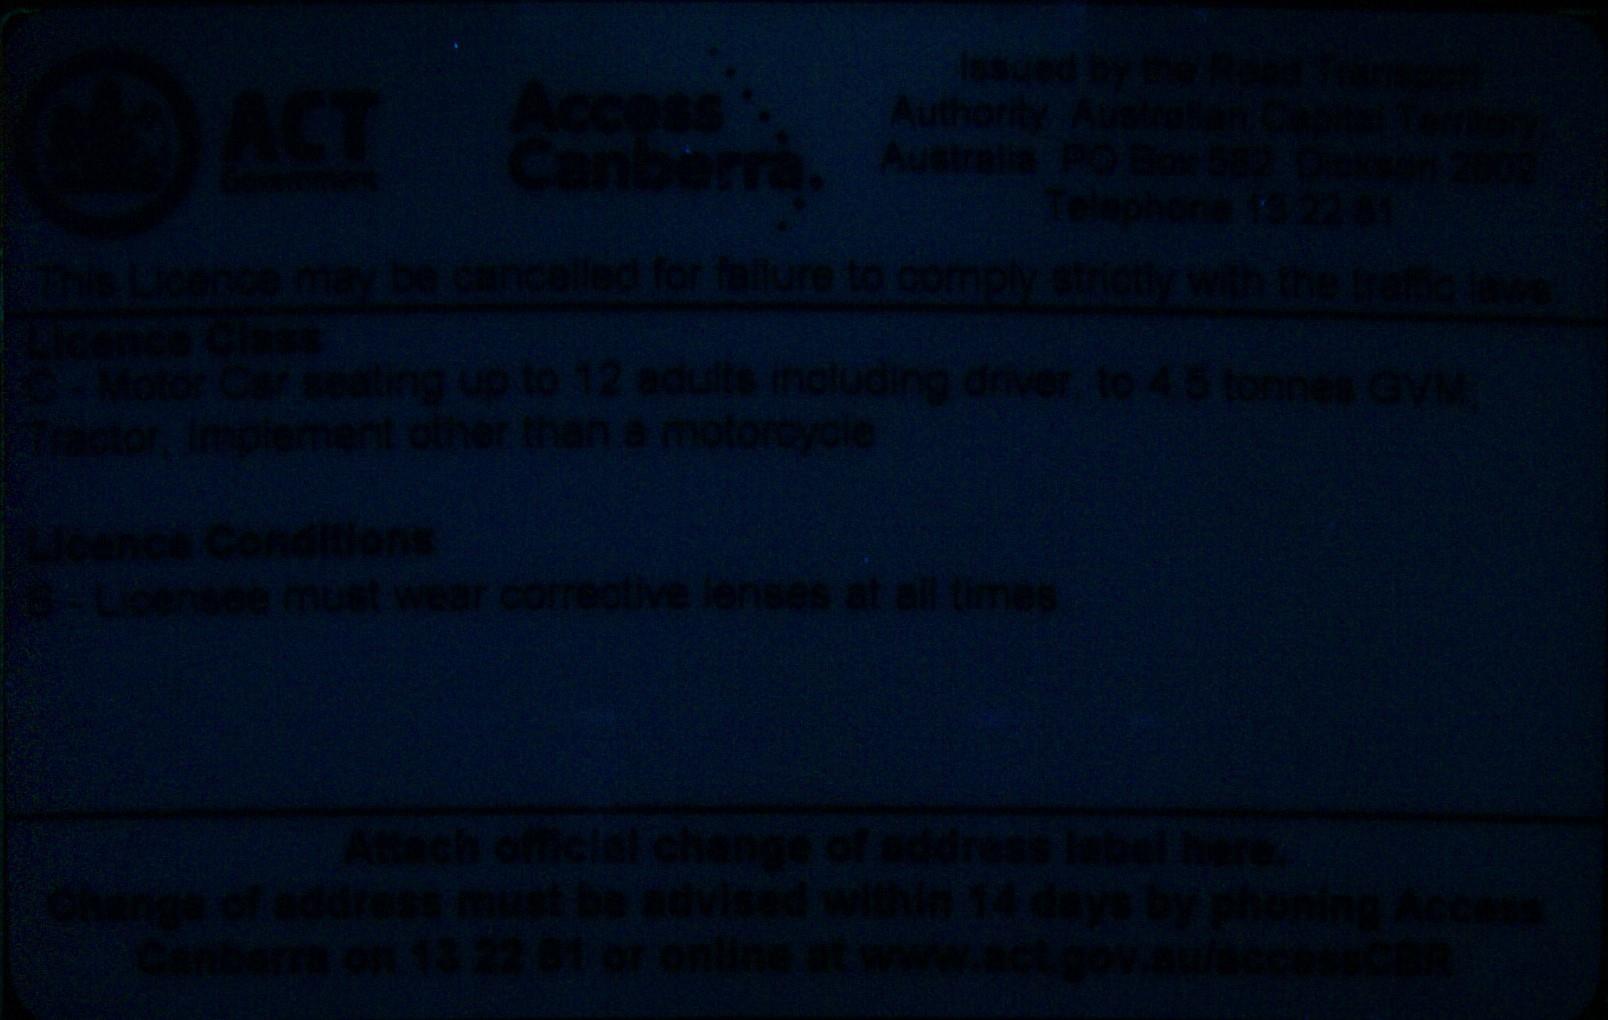 ACT
Government
Access
Canberra.
Issued by the Road Transport
Authority Australian Capital Territory,
Australia PO Box 582 Dickson 2602
Telephone 13 22 81
This Licence may be cancelled for failure to comply strictly with the traffic laws
Licence Class
C - Motor Car seating up to 12 adults including driver, to 4.5 tonnes GVM,
Tractor, Implement other than a motorcycle
Licence Conditions
S - Licensee must wear corrective lenses at all times
Attach official change of address label here.
Change of address must be advised within 14 days by phoning Access
Canberra on 13 22 81 or online at www.act.gov.au/accessCBR